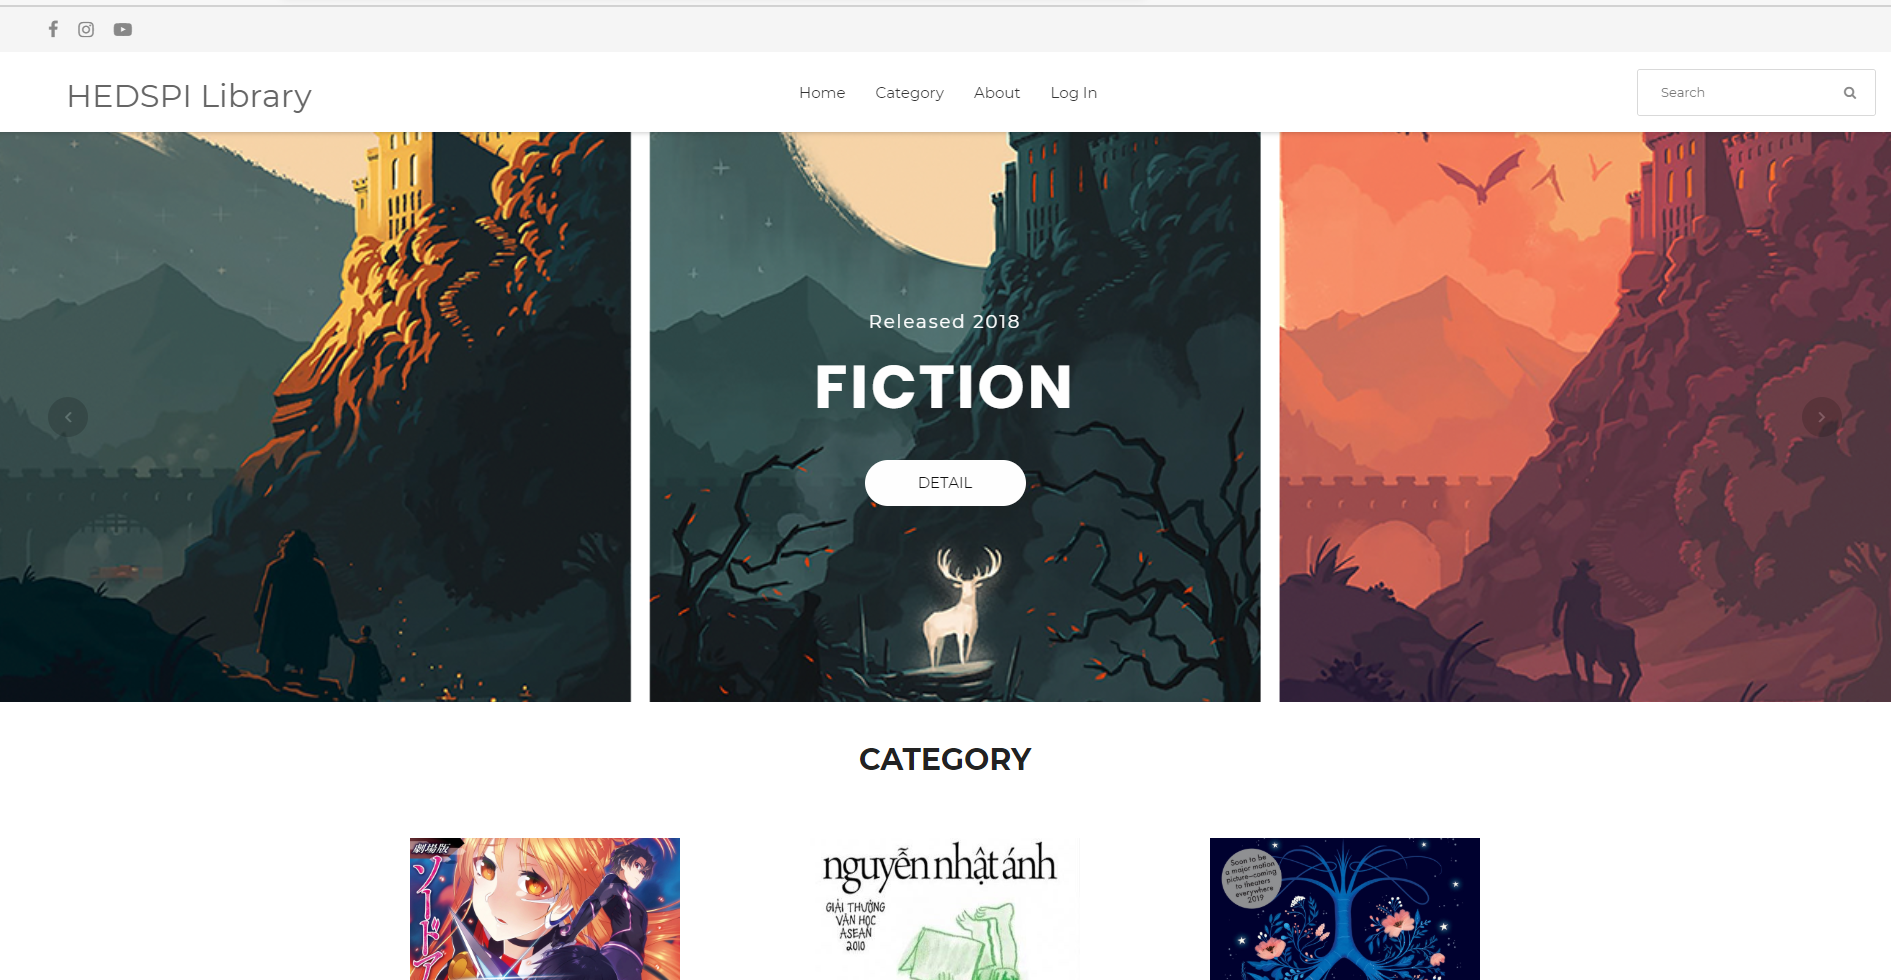 HEDSPI Library
Home Category About Log In
Search
Released 2018
FICTION
DETAIL
CATEGORY
劇場版
ソードア
nguyễn nhật ánh
GIẢI THƯỞNG
VĂN HỌC
ASEAN
2010
Soon to be
a major motion
picture—coming
to theaters
everywhere
2019